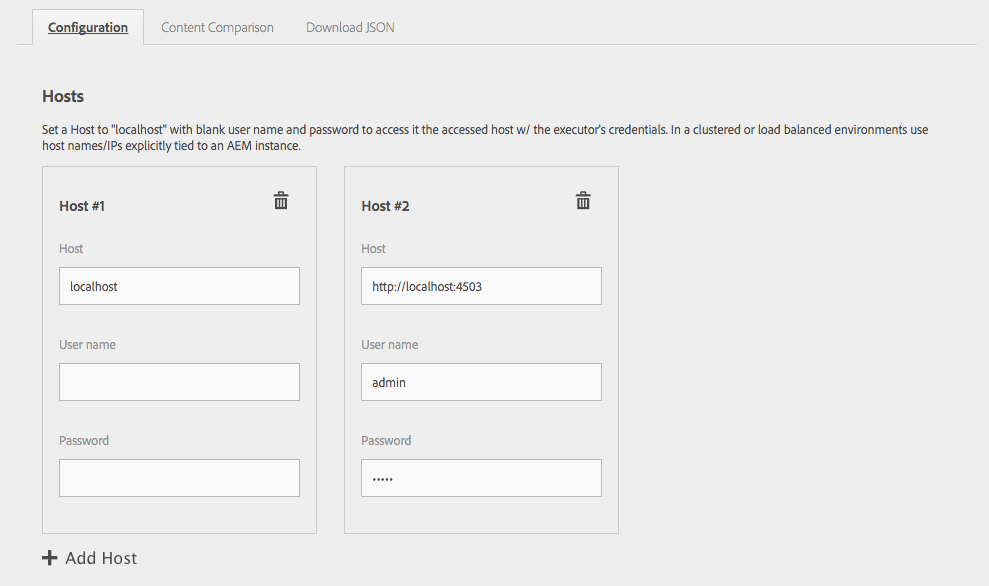 Configuration
Content Comparison
Download JSON
Hosts
Set a Host to "localhost" with blank user name and password to access it the accessed host w/ the executor's credentials. In a clustered or load balanced environments use
host names/IPs explicitly tied to an AEM instance.
Host #1
Host
localhost
User name
Password
Host #2
Host
http://localhost:4503
User name
admin
Password
•••••
Add Host